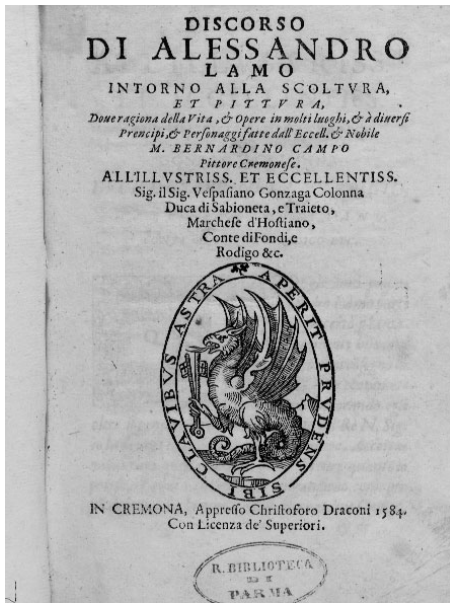 DISCORSO
DI ALESSANDRO
LAMO
INTORNO ALLA SCOLTVRA,
ET PITTVRA,
Doue ragiona della Vita, & Opere in molti luoghi, & à diuersi
Prencipi, & Personaggi fatte dall'Eccell. & Nobile
M. BERNARDINO CAMPO
Pittore Cremonese.
ALL'ILLVSTRISS. ET ECCELLENTISS.
Sig. il Sig. Vespasiano Gonzaga Colonna
Duca di Sabioneta, e Traieto,
Marchese d'Hostiano,
Conte di Fondi, e
Rodigo &c.
SIBI CLAVIBVS ASTRA APERIT PRVDENS
IN CREMONA, Appresso Christoforo Draconi 1584.
Con Licenza de' Superiori.
R. BIBLIOTECA
DI
PARMA